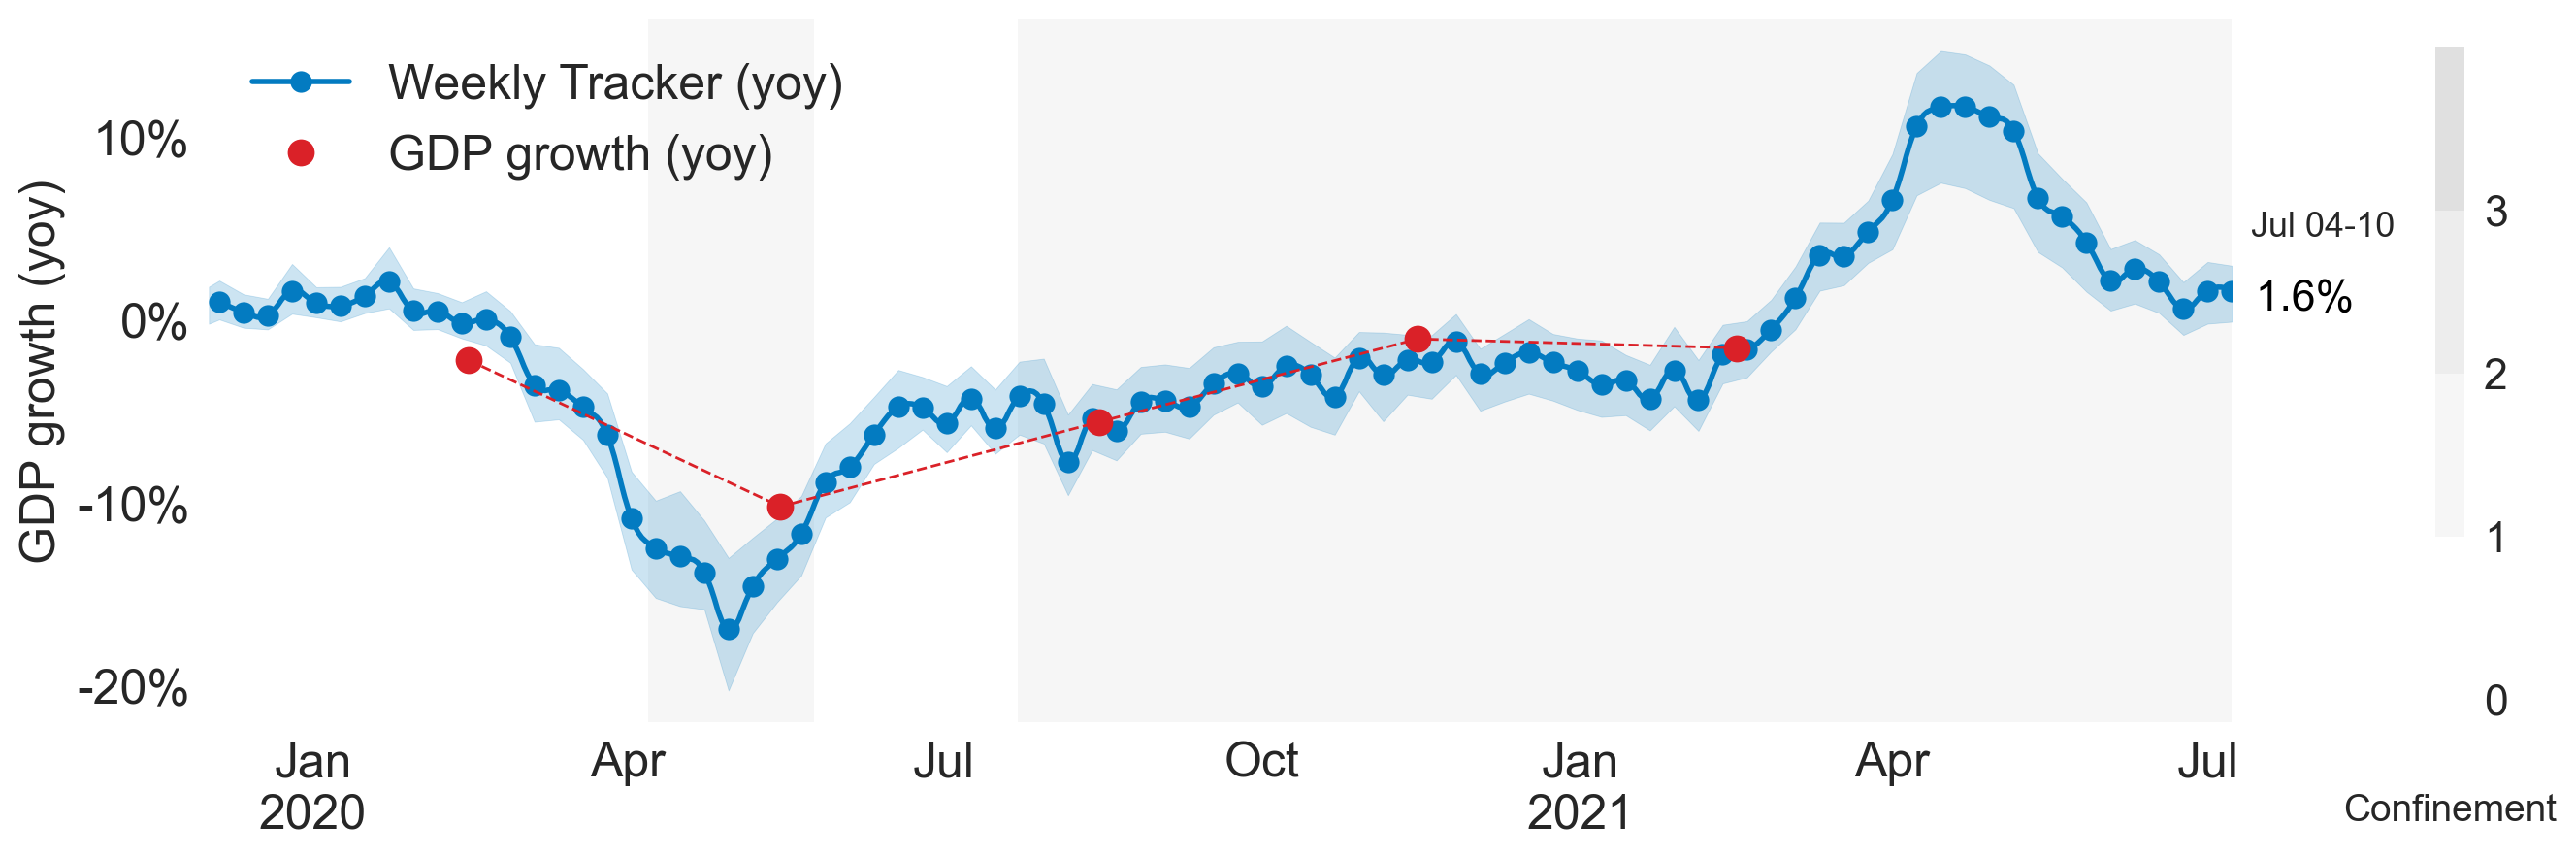 Weekly Tracker (yoy)
GDP growth (yoy)
GDP growth (yoy)
10%
0%
-10%
-20%
Jan
2020
Apr
Jul
Oct
Jan
2021
Apr
Jul
Jul 04-10
1.6%
3
2
1
0
Confinement